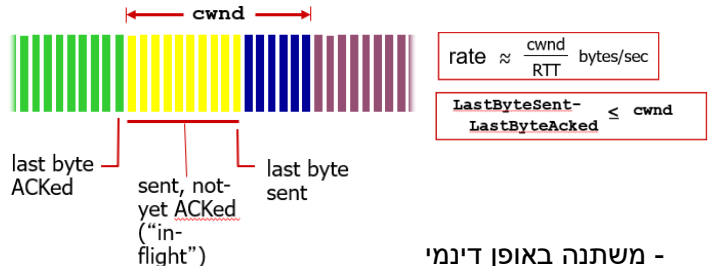 cwnd
rate ≈ cwnd/RTT bytes/sec
LastByteSent-
LastByteAcked ≤ cwnd
last byte
ACKed
sent, not-
yet ACKed
("in-
flight")
last byte
sent
- משתנה באופן דינמי